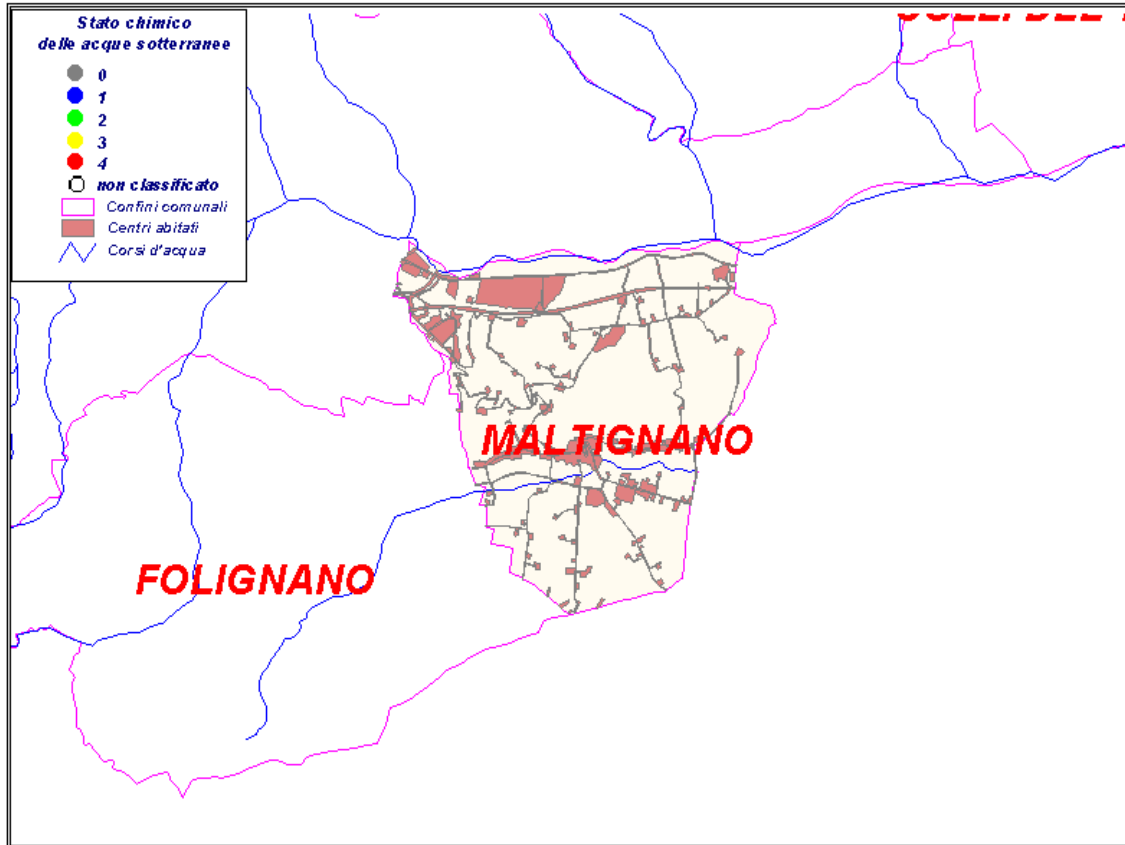 Stato chimico
delle acque sotterranee
0
1
2
3
4
non classificato
Confini comunali
Centri abitati
Corsi d'acqua
MALTIGNANO
FOLIGNANO